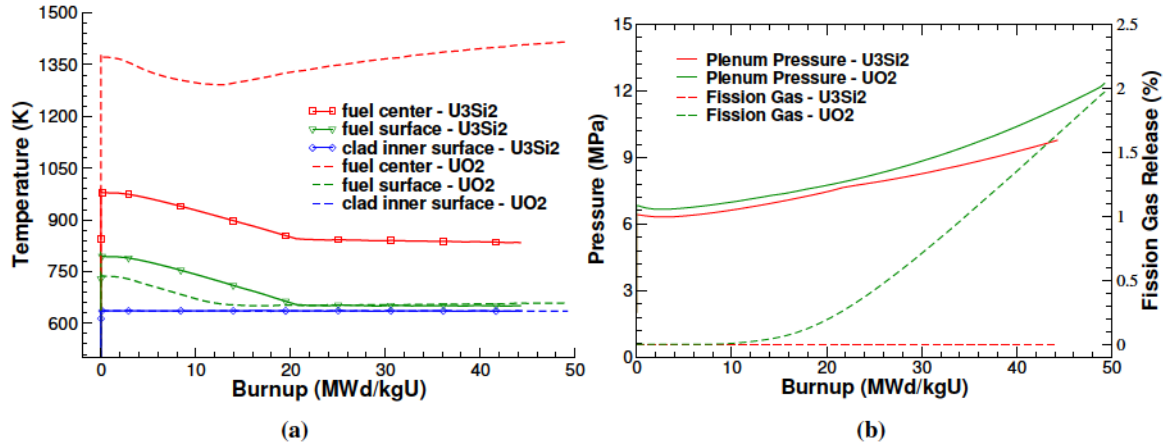 1500
1350
1200
1050
900
750
600
Temperature (K)
fuel center - U3Si2
fuel surface - U3Si2
clad inner surface - U3Si2
fuel center - UO2
fuel surface - UO2
clad inner surface - UO2
0 10 20 30 40 50
Burnup (MWd/kgU)
(a)
15
12
9
6
3
0
Pressure (MPa)
Plenum Pressure - U3Si2
Plenum Pressure - UO2
Fission Gas - U3Si2
Fission Gas - UO2
2.5
2
1.5
1
0.5
0
Fission Gas Release (%)
0 10 20 30 40 50
Burnup (MWd/kgU)
(b)